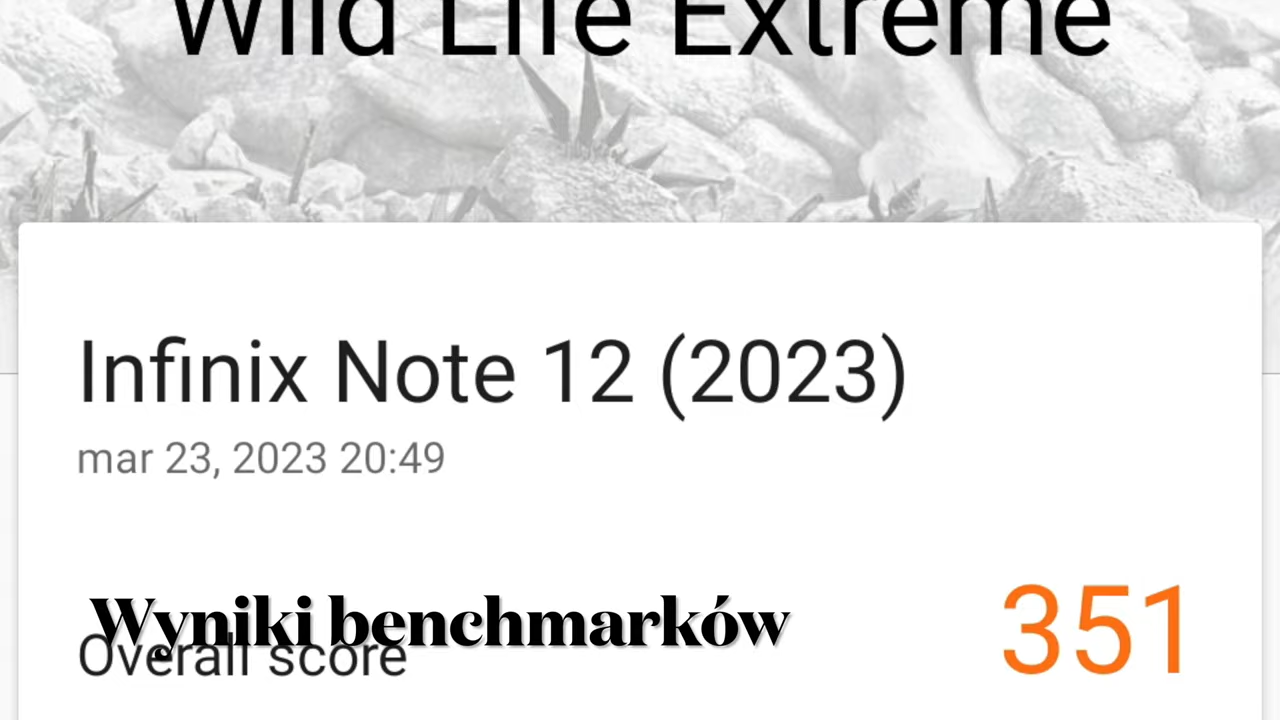 Wild Life Extreme
Infinix Note 12 (2023)
mar 23, 2023 20:49
Wyniki benchmarków
Overall score
351